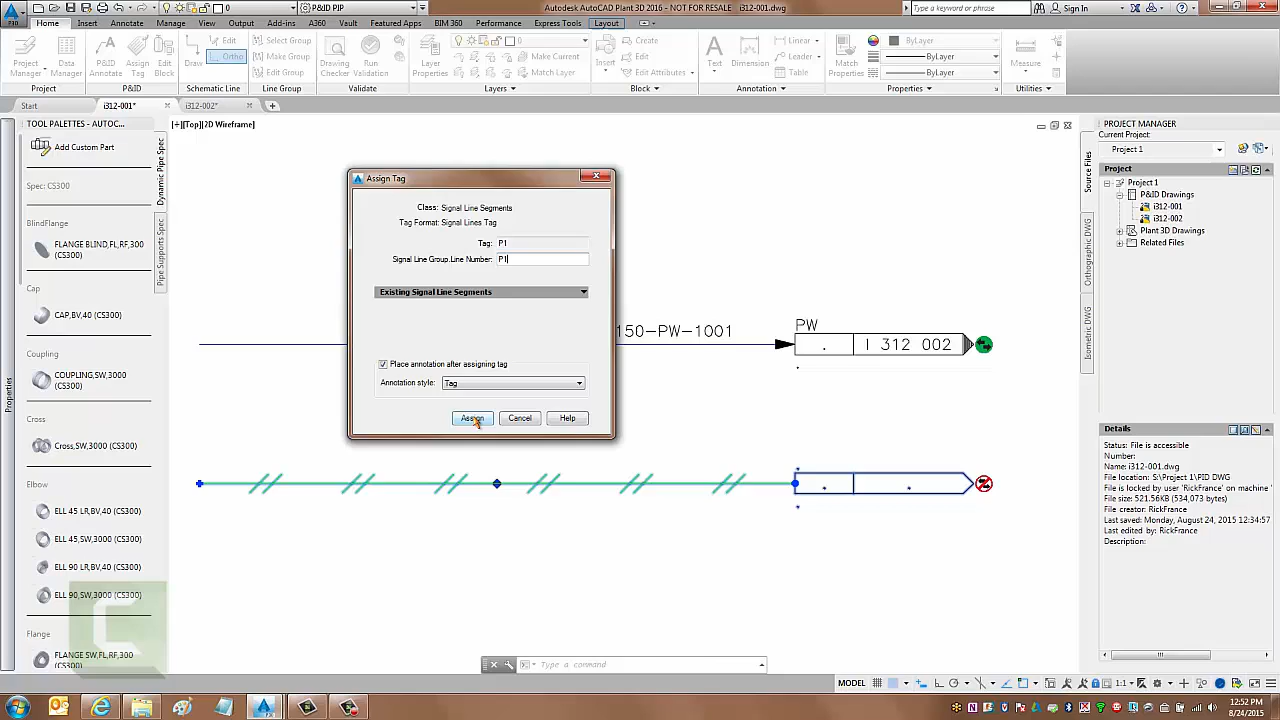 Autodesk AutoCAD Plant 3D 2016 - NOT FOR RESALE  i312-001.dwg
P&ID PIP
Type a keyword or phrase
Sign In
Home Insert Annotate Manage View Output Add-ins A360 Vault Featured Apps BIM 360 Performance Express Tools Layout
Project Manager
Data Manager
P&ID Annotate
Assign Tag
Draw
Edit
Ortho
Select Group
Make Group
Edit Group
Drawing Checker
Run Validation
Layer Properties
0
Make Current
Match Layer
Insert
Create
Edit
Edit Attributes
Text
Dimension
Linear
Leader
Table
Match Properties
ByLayer
ByLayer
ByLayer
Measure
Project P&ID Schematic Line Line Group Validate Layers Block Annotation Properties Utilities
Start i312-001* i312-002*
TOOL PALETTES - AUTOC...
[+][Top][2D Wireframe]
Add Custom Part
Spec: CS300
BlindFlange
FLANGE BLIND,FL,RF,300 (CS300)
Cap
CAP,BV,40 (CS300)
Coupling
COUPLING,SW,3000 (CS300)
Cross
Cross,SW,3000 (CS300)
Elbow
ELL 45 LR,BV,40 (CS300)
ELL 45,SW,3000 (CS300)
ELL 90 LR,BV,40 (CS300)
ELL 90,SW,3000 (CS300)
Flange
FLANGE SW,FL,RF,300 (CS300)
Dynamic Pipe Spec
Pipe Supports Spec
Properties
Assign Tag
Class: Signal Line Segments
Tag Format: Signal Lines Tag
Tag: P1
Signal Line Group.Line Number: P1
Existing Signal Line Segments
Place annotation after assigning tag
Annotation style: Tag
Assign Cancel Help
150-PW-1001
PW
I 312 002
PROJECT MANAGER
Current Project:
Project 1
Project
Project 1
P&ID Drawings
i312-001
i312-002
Plant 3D Drawings
Related Files
Source Files
Orthographic DWG
Isometric DWG
Details
Status: File is accessible
Number:
Name: i312-001.dwg
File location: S:\Project 1\PID DWG
File is locked by user 'RickFrance' on machine '
File size: 521.56KB (534,073 bytes)
File creator: RickFrance
Last saved: Monday, August 24, 2015 12:34:57
Last edited by: RickFrance
Description:
Type a command
MODEL
1:1
12:52 PM
8/24/2015